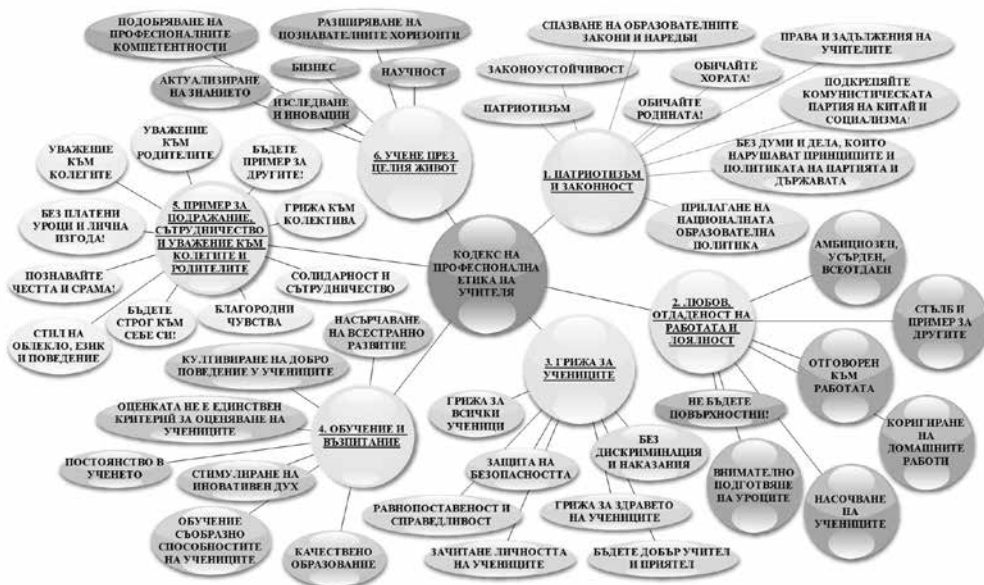 КОДЕКС НА
ПРОФЕСИОНАЛНА
ЕТИКА НА
УЧИТЕЛЯ
1. ПАТРИОТИЗЪМ
И ЗАКОННОСТ
ПАТРИОТИЗЪМ
ЗАКОНОУСТОЙЧИВОСТ
СПАЗВАНЕ НА ОБРАЗОВАТЕЛНИТЕ
ЗАКОНИ И НАРЕДБИ
ОБИЧАЙТЕ
РОДИНАТА!
ОБИЧАЙТЕ
ХОРАТА!
ПРАВА И ЗАДЪЛЖЕНИЯ НА
УЧИТЕЛИТЕ
ПОДКРЕПЯЙТЕ
КОМУНИСТИЧЕСКАТА
ПАРТИЯ НА КИТАЙ И
СОЦИАЛИЗМА!
БЕЗ ДУМИ И ДЕЛА, КОИТО
НАРУШАВАТ ПРИНЦИПИТЕ И
ПОЛИТИКАТА НА ПАРТИЯТА И
ДЪРЖАВАТА
ПРИЛАГАНЕ НА
НАЦИОНАЛНАТА
ОБРАЗОВАТЕЛНА
ПОЛИТИКА
2. ЛЮБОВ,
ОТДАДЕНОСТ НА
РАБОТАТА И
ЛОЯЛНОСТ
АМБИЦИОЗЕН,
УСЪРДЕН,
ВСЕОТДАЕН
СТЪЛБ И
ПРИМЕР ЗА
ДРУГИТЕ
ОТГОВОРЕН
КЪМ
РАБОТАТА
КОРИГИРАНЕ
НА
ДОМАШНИТЕ
РАБОТИ
НАСОЧВАНЕ
НА
УЧЕНИЦИТЕ
ВНИМАТЕЛНО
ПОДГОТВЯНЕ
НА УРОЦИТЕ
НЕ БЪДЕТЕ
ПОВЪРХНОСТНИ!
3. ГРИЖА ЗА
УЧЕНИЦИТЕ
ГРИЖА ЗА
ВСИЧКИ
УЧЕНИЦИ
РАВНОПОСТАВЕНОСТ И
СПРАВЕДЛИВОСТ
ЗАЩИТА НА
БЕЗОПАСНОСТТА
ЗАЧИТАНЕ ЛИЧНОСТТА
НА УЧЕНИЦИТЕ
БЕЗ
ДИСКРИМИНАЦИЯ
И НАКАЗАНИЯ
ГРИЖА ЗА ЗДРАВЕТО
НА УЧЕНИЦИТЕ
БЪДЕТЕ ДОБЪР УЧИТЕЛ
И ПРИЯТЕЛ
4. ОБУЧЕНИЕ И
ВЪЗПИТАНИЕ
НАСЪРЧАВАНЕ
НА ВСЕСТРАННО
РАЗВИТИЕ
КУЛТИВИРАНЕ НА ДОБРО
ПОВЕДЕНИЕ У УЧЕНИЦИТЕ
ОЦЕНКАТА НЕ Е ЕДИНСТВЕН
КРИТЕРИЙ ЗА ОЦЕНЯВАНЕ НА
УЧЕНИЦИТЕ
ПОСТОЯНСТВО В
УЧЕНЕТО
СТИМУЛИРАНЕ НА
ИНОВАТИВЕН ДУХ
ОБУЧЕНИЕ
СЪОБРАЗНО
СПОСОБНОСТИТЕ
НА УЧЕНИЦИТЕ
КАЧЕСТВЕНО
ОБРАЗОВАНИЕ
5. ПРИМЕР ЗА
ПОДРАЖАНИЕ,
СЪТРУДНИЧЕСТВО
И УВАЖЕНИЕ КЪМ
КОЛЕГИТЕ И
РОДИТЕЛИТЕ
УВАЖЕНИЕ
КЪМ
КОЛЕГИТЕ
УВАЖЕНИЕ
КЪМ
РОДИТЕЛИТЕ
БЪДЕТЕ
ПРИМЕР ЗА
ДРУГИТЕ!
ГРИЖА КЪМ
КОЛЕКТИВА
СОЛИДАРНОСТ И
СЪТРУДНИЧЕСТВО
БЛАГОРОДНИ
ЧУВСТВА
БЪДЕТЕ
СТРОГ КЪМ
СЕБЕ СИ!
СТИЛ НА
ОБЛЕКЛО, ЕЗИК
И ПОВЕДЕНИЕ
ПОЗНАВАЙТЕ
ЧЕСТТА И СРАМА!
БЕЗ ПЛАТЕНИ
УРОЦИ И ЛИЧНА
ИЗГОДА!
6. УЧЕНЕ ПРЕЗ
ЦЕЛИЯ ЖИВОТ
ПОДОБРЯВАНЕ НА
ПРОФЕСИОНАЛНИТЕ
КОМПЕТЕНТНОСТИ
РАЗШИРЯВАНЕ НА
ПОЗНАВАТЕЛНИТЕ ХОРИЗОНТИ
БИЗНЕС
НАУЧНОСТ
АКТУАЛИЗИРАНЕ
НА ЗНАНИЕТО
ИЗСЛЕДВАНЕ
И ИНОВАЦИИ